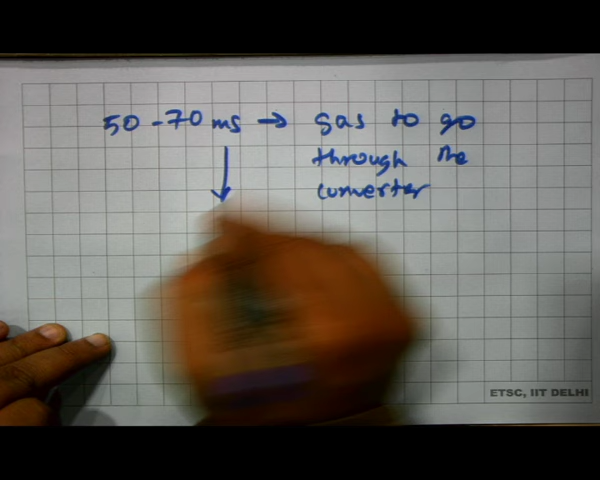 50 - 70 ms → gas to go
through the
converter
ETSC, IIT DELHI